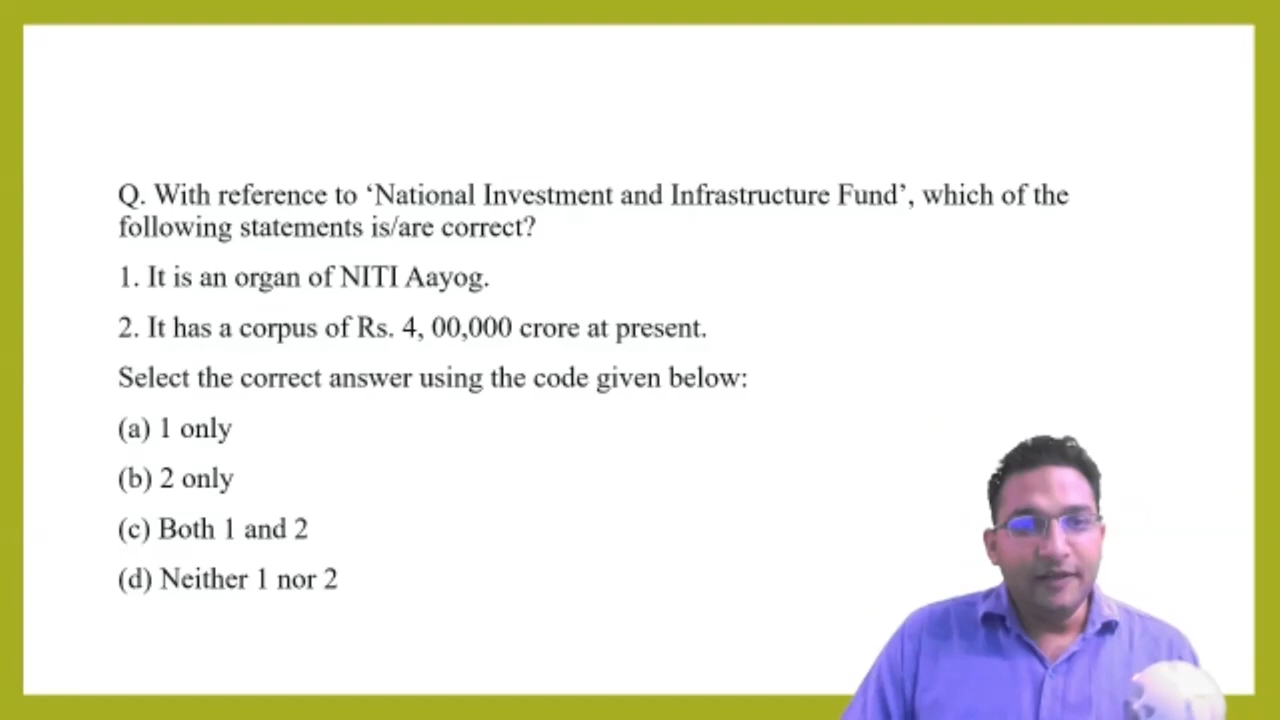 Q. With reference to ‘National Investment and Infrastructure Fund’, which of the
following statements is/are correct?
1. It is an organ of NITI Aayog.
2. It has a corpus of Rs. 4, 00,000 crore at present.
Select the correct answer using the code given below:
(a) 1 only
(b) 2 only
(c) Both 1 and 2
(d) Neither 1 nor 2